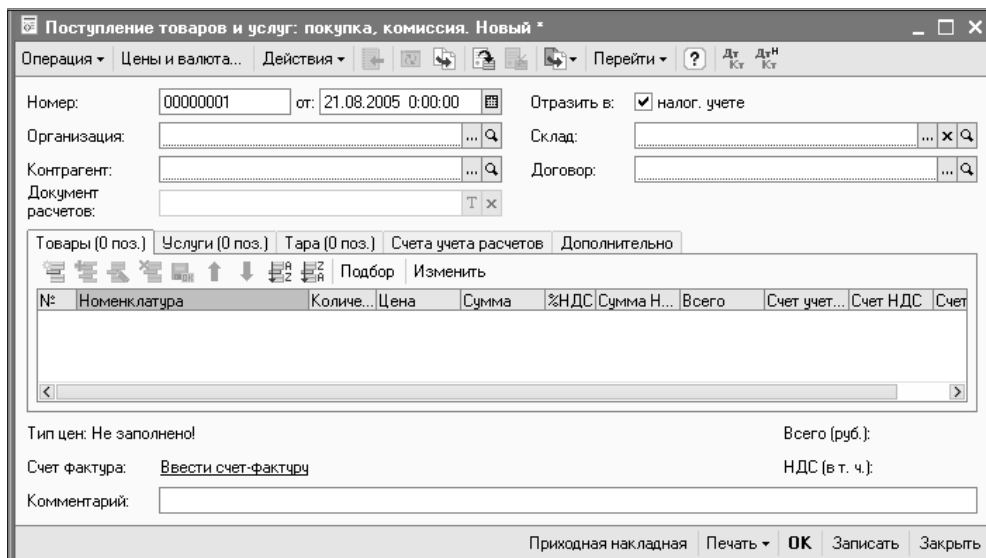 Поступление товаров и услуг: покупка, комиссия. Новый *
Операция Цены и валюта... Действия Перейти ? Дт Кт Дт Кт Н
Номер: 00000001 от: 21.08.2005 0:00:00 Отразить в: налог. учете
Организация: ... Склад: ... x
Контрагент: ... Договор: ...
Документ
расчетов: T x
Товары (0 поз.) Услуги (0 поз.) Тара (0 поз.) Счета учета расчетов Дополнительно
Подбор Изменить
№ Номенклатура Количе... Цена Сумма %НДС Сумма Н... Всего Счет учет... Счет НДС Счет
Тип цен: Не заполнено! Всего (руб.):
Счет фактура: Ввести счет-фактуру НДС (в т. ч.):
Комментарий:
Приходная накладная Печать OK Записать Закрыть